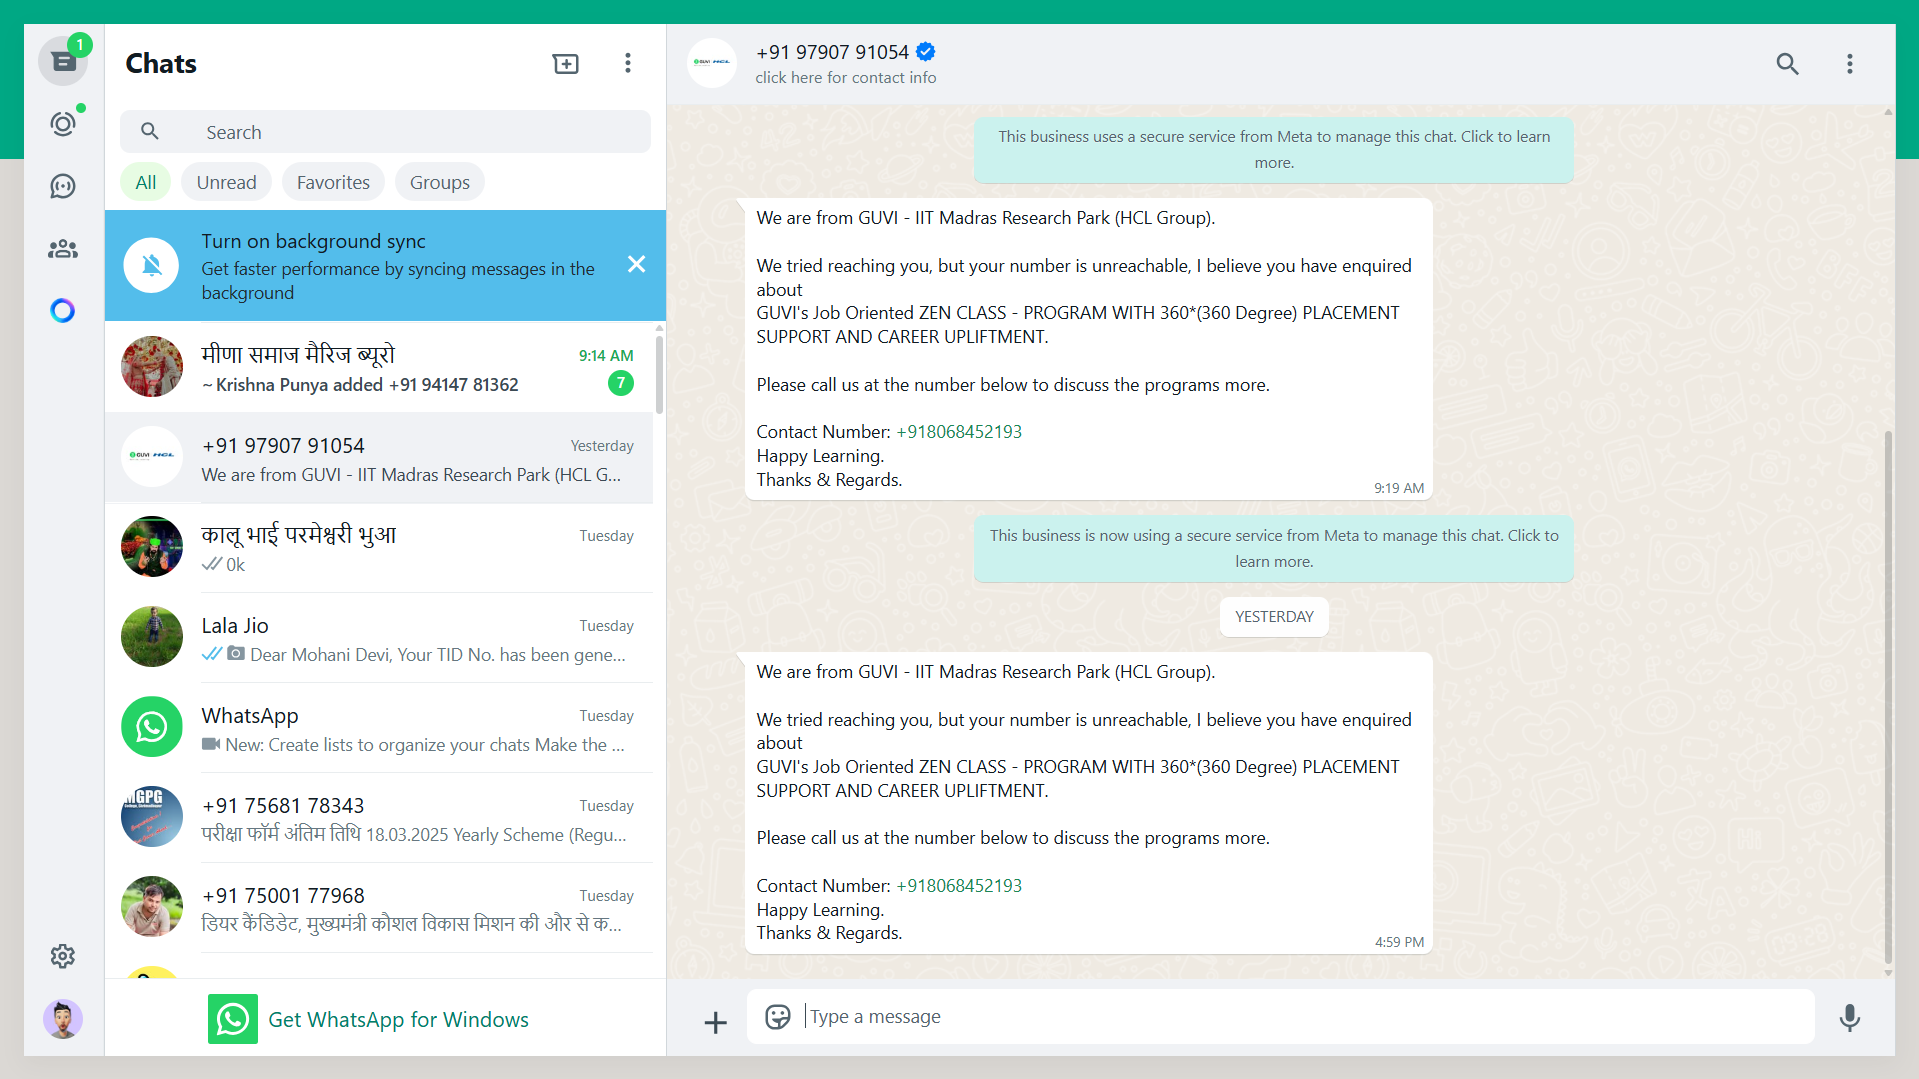 1
Chats
Search
All
Unread
Favorites
Groups
Turn on background sync
Get faster performance by syncing messages in the
background
मीणा समाज मैरिज ब्यूरो
9:14 AM
~ Krishna Punya added +91 94147 81362
7
GUVI HCL
+91 97907 91054
Yesterday
We are from GUVI - IIT Madras Research Park (HCL G...
कालू भाई परमेश्वरी भुआ
Tuesday
0k
Lala Jio
Tuesday
Dear Mohani Devi, Your TID No. has been gene...
WhatsApp
Tuesday
New: Create lists to organize your chats Make the ...
MGPG
+91 75681 78343
Tuesday
परीक्षा फॉर्म अंतिम तिथि 18.03.2025 Yearly Scheme (Regu...
+91 75001 77968
Tuesday
डियर कैंडिडेट, मुख्यमंत्री कौशल विकास मिशन की और से क...
Get WhatsApp for Windows
GUVI HCL
+91 97907 91054
click here for contact info
This business uses a secure service from Meta to manage this chat. Click to learn
more.
We are from GUVI - IIT Madras Research Park (HCL Group).
We tried reaching you, but your number is unreachable, I believe you have enquired
about
GUVI's Job Oriented ZEN CLASS - PROGRAM WITH 360*(360 Degree) PLACEMENT
SUPPORT AND CAREER UPLIFTMENT.
Please call us at the number below to discuss the programs more.
Contact Number: +918068452193
Happy Learning.
Thanks & Regards.
9:19 AM
This business is now using a secure service from Meta to manage this chat. Click to
learn more.
YESTERDAY
We are from GUVI - IIT Madras Research Park (HCL Group).
We tried reaching you, but your number is unreachable, I believe you have enquired
about
GUVI's Job Oriented ZEN CLASS - PROGRAM WITH 360*(360 Degree) PLACEMENT
SUPPORT AND CAREER UPLIFTMENT.
Please call us at the number below to discuss the programs more.
Contact Number: +918068452193
Happy Learning.
Thanks & Regards.
4:59 PM
Type a message